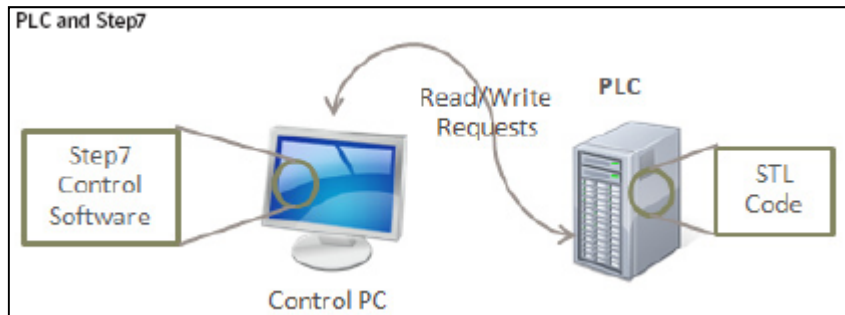 PLC and Step7
Read/Write
Requests
PLC
Step7
Control
Software
STL
Code
Control PC